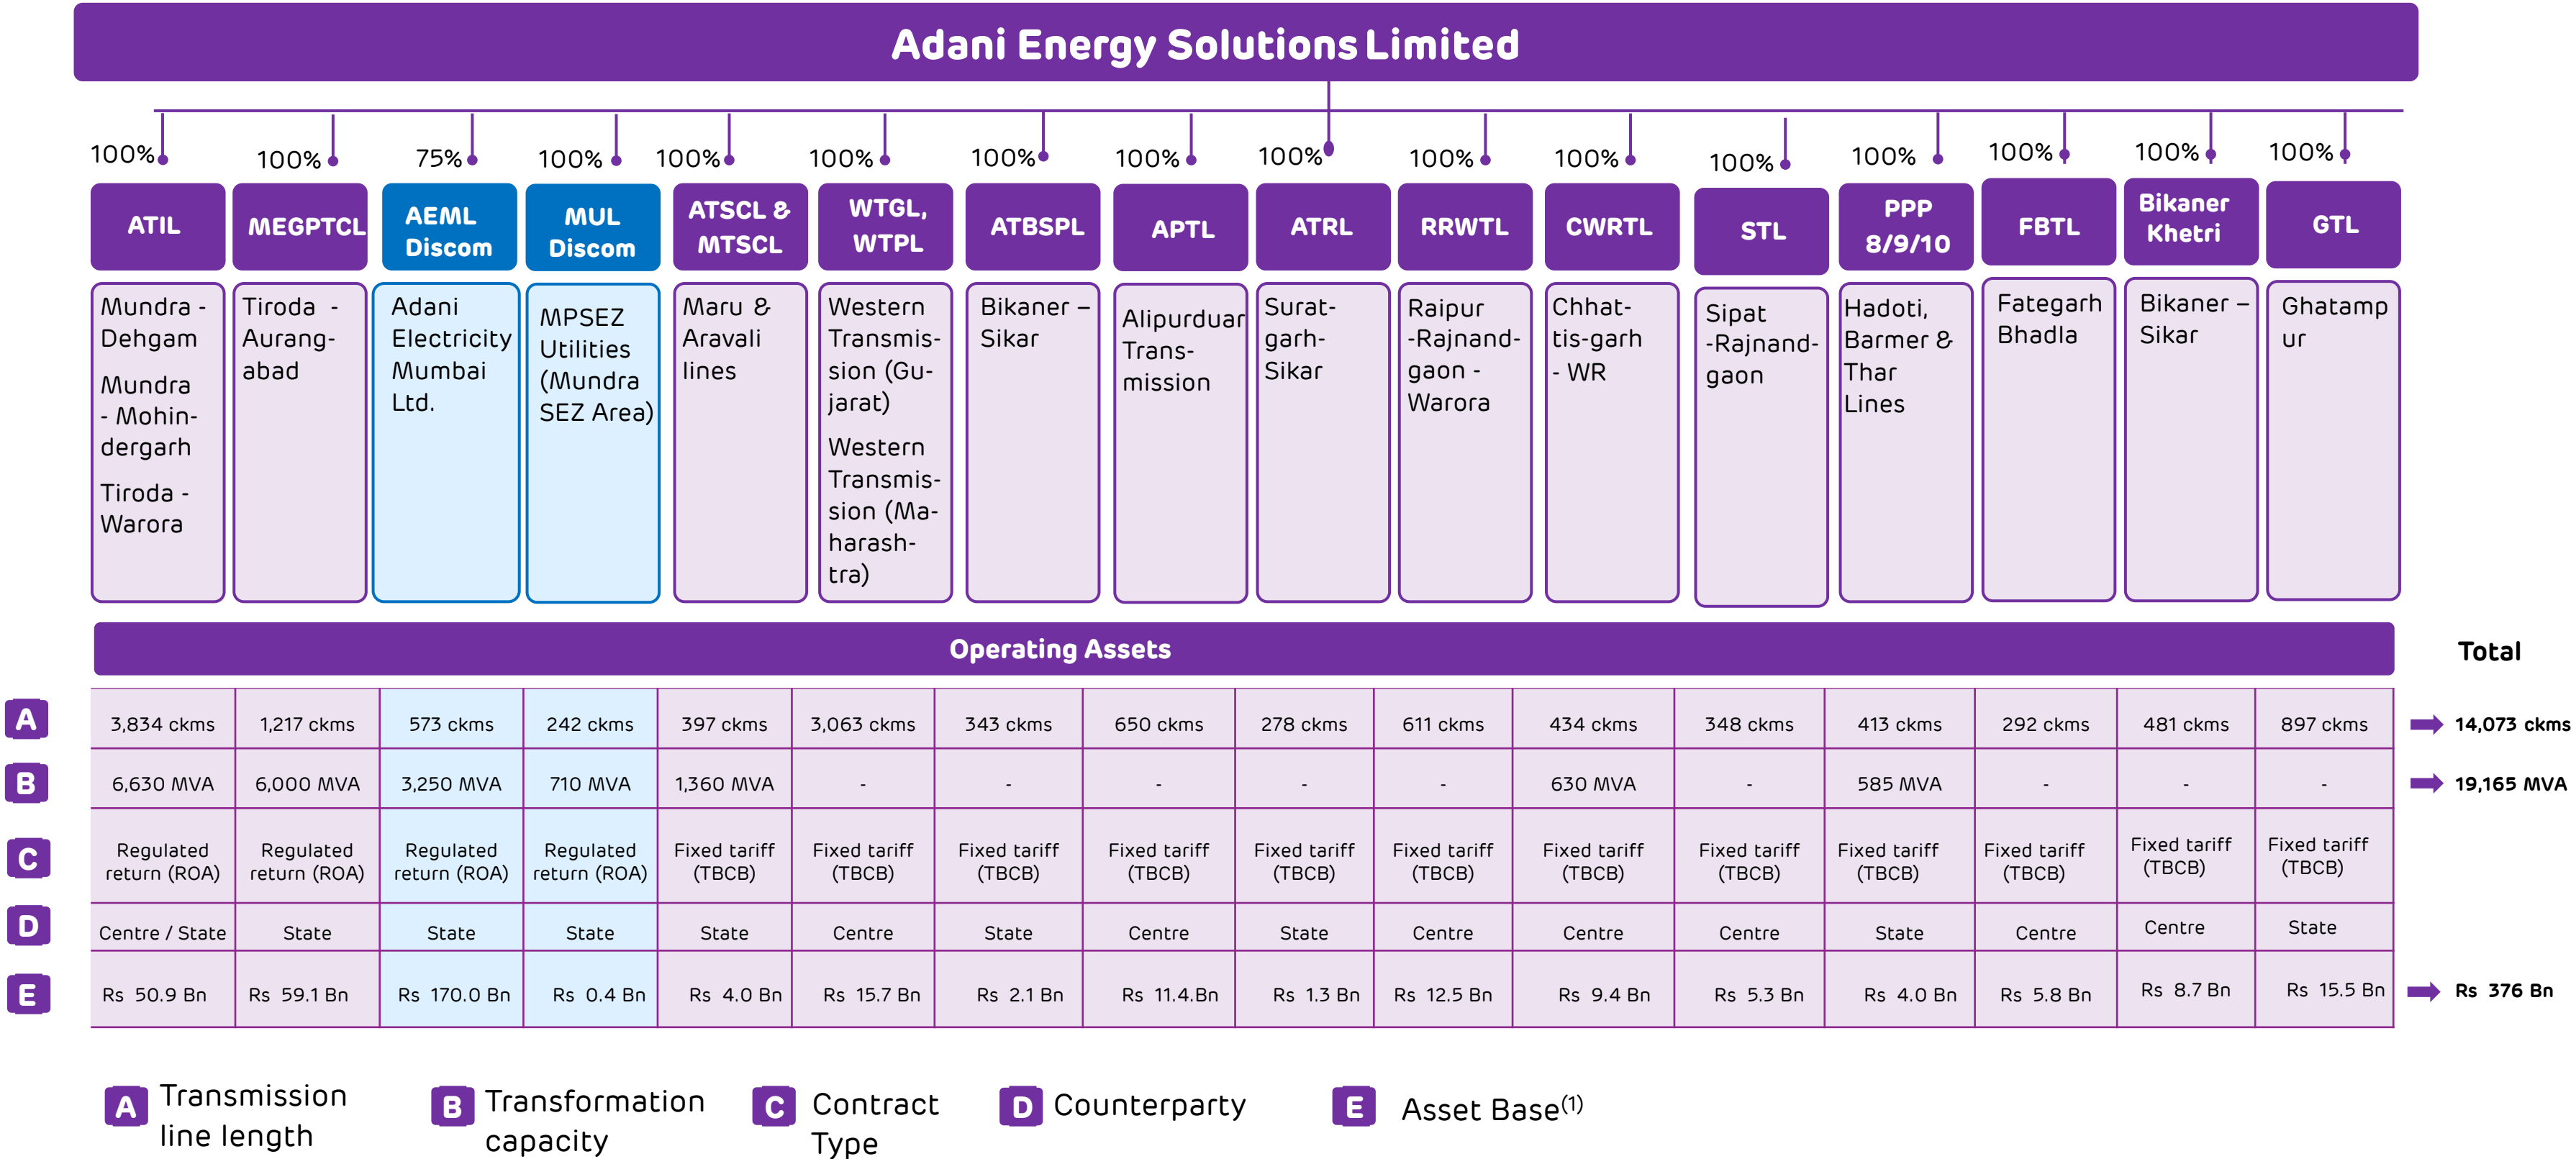 Adani Energy Solutions Limited
100% 100% 75% 100% 100% 100% 100% 100% 100% 100% 100% 100% 100% 100% 100% 100%
ATIL
MEGPTCL
AEML
Discom
MUL
Discom
ATSCL &
MTSCL
WTGL,
WTPL
ATBSPL
APTL
ATRL
RRWTL
CWRTL
STL
PPP
8/9/10
FBTL
Bikaner
Khetri
GTL
Mundra -
Dehgam
Mundra
- Mohin-
dergarh
Tiroda -
Warora
Tiroda -
Aurang-
abad
Adani
Electricity
Mumbai
Ltd.
MPSEZ
Utilities
(Mundra
SEZ Area)
Maru &
Aravali
lines
Western
Transmis-
sion (Gu-
jarat)
Western
Transmis-
sion (Ma-
harash-
tra)
Bikaner –
Sikar
Alipurduar
Trans-
mission
Surat-
garh-
Sikar
Raipur
-Rajnand-
gaon -
Warora
Chhat-
tis-garh
- WR
Sipat
-Rajnand-
gaon
Hadoti,
Barmer &
Thar
Lines
Fategarh
Bhadla
Bikaner –
Sikar
Ghatamp
ur
Operating Assets
Total
A 3,834 ckms 1,217 ckms 573 ckms 242 ckms 397 ckms 3,063 ckms 343 ckms 650 ckms 278 ckms 611 ckms 434 ckms 348 ckms 413 ckms 292 ckms 481 ckms 897 ckms 14,073 ckms
B 6,630 MVA 6,000 MVA 3,250 MVA 710 MVA 1,360 MVA - - - - - 630 MVA - 585 MVA - - - 19,165 MVA
C
Regulated
return (ROA)
Regulated
return (ROA)
Regulated
return (ROA)
Regulated
return (ROA)
Fixed tariff
(TBCB)
Fixed tariff
(TBCB)
Fixed tariff
(TBCB)
Fixed tariff
(TBCB)
Fixed tariff
(TBCB)
Fixed tariff
(TBCB)
Fixed tariff
(TBCB)
Fixed tariff
(TBCB)
Fixed tariff
(TBCB)
Fixed tariff
(TBCB)
Fixed tariff
(TBCB)
Fixed tariff
(TBCB)
D Centre / State State State State State Centre State Centre State Centre Centre Centre State Centre Centre State
E Rs 50.9 Bn Rs 59.1 Bn Rs 170.0 Bn Rs 0.4 Bn Rs 4.0 Bn Rs 15.7 Bn Rs 2.1 Bn Rs 11.4.Bn Rs 1.3 Bn Rs 12.5 Bn Rs 9.4 Bn Rs 5.3 Bn Rs 4.0 Bn Rs 5.8 Bn Rs 8.7 Bn Rs 15.5 Bn Rs 376 Bn
A Transmission
line length
B Transformation
capacity
C Contract
Type
D Counterparty
E Asset Base(1)